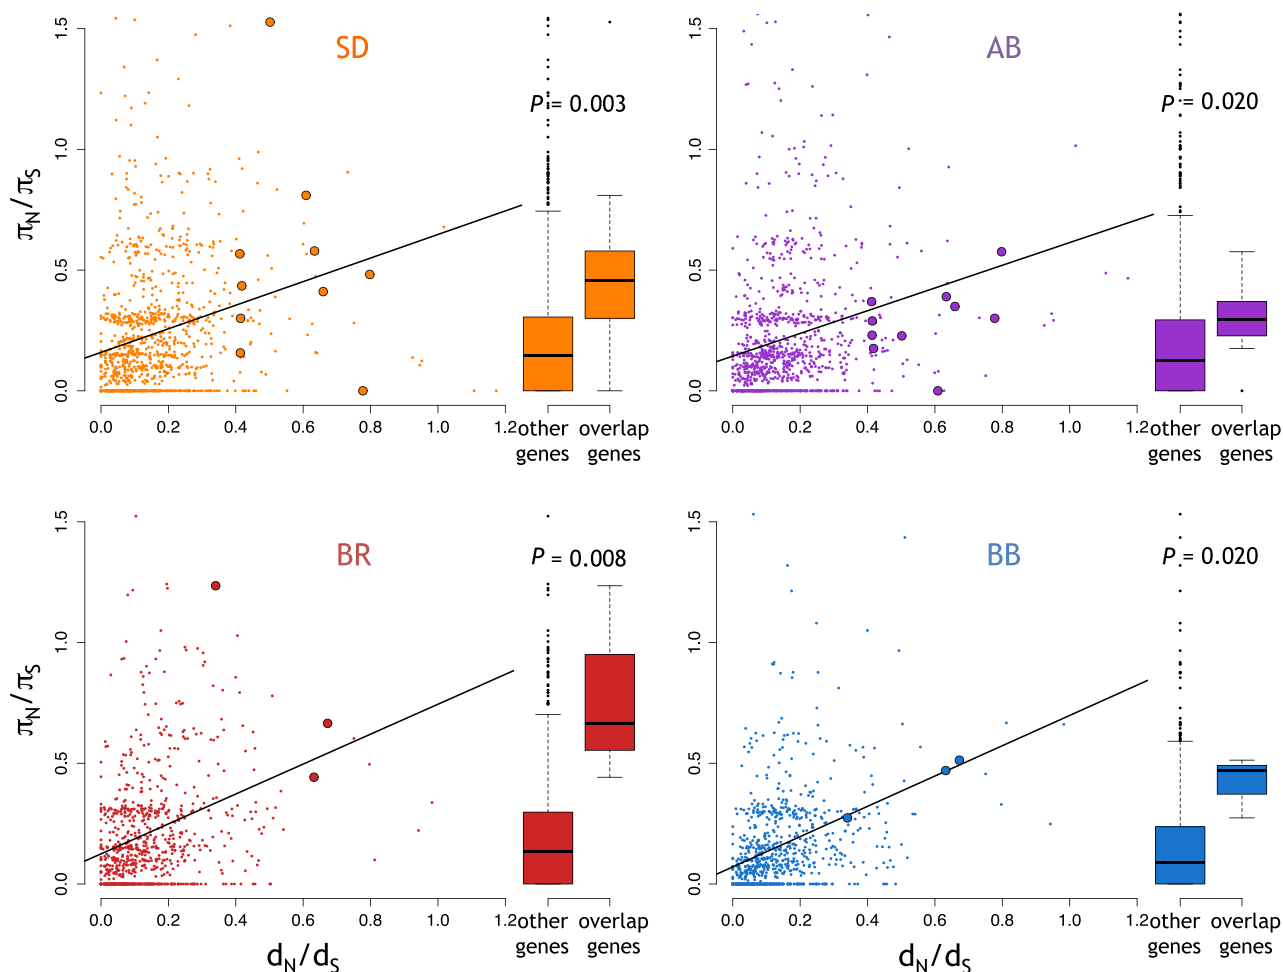 SD
P = 0.003
π_N/π_S
0.0 0.5 1.0 1.5
0.0 0.2 0.4 0.6 0.8 1.0 1.2
other genes
overlap genes
AB
P = 0.020
0.0 0.5 1.0 1.5
0.0 0.2 0.4 0.6 0.8 1.0 1.2
other genes
overlap genes
BR
P = 0.008
π_N/π_S
0.0 0.5 1.0 1.5
0.0 0.2 0.4 0.6 0.8 1.0 1.2
other genes
overlap genes
d_N/d_S
BB
P = 0.020
0.0 0.5 1.0 1.5
0.0 0.2 0.4 0.6 0.8 1.0 1.2
other genes
overlap genes
d_N/d_S